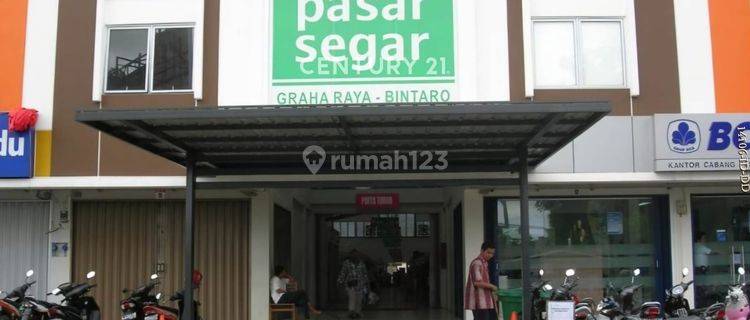 pasar
segar
CENTURY 21.
GRAHA RAYA - BINTARO
du
BC
KANTOR CABANG
rumah123
PINTU TIMUR